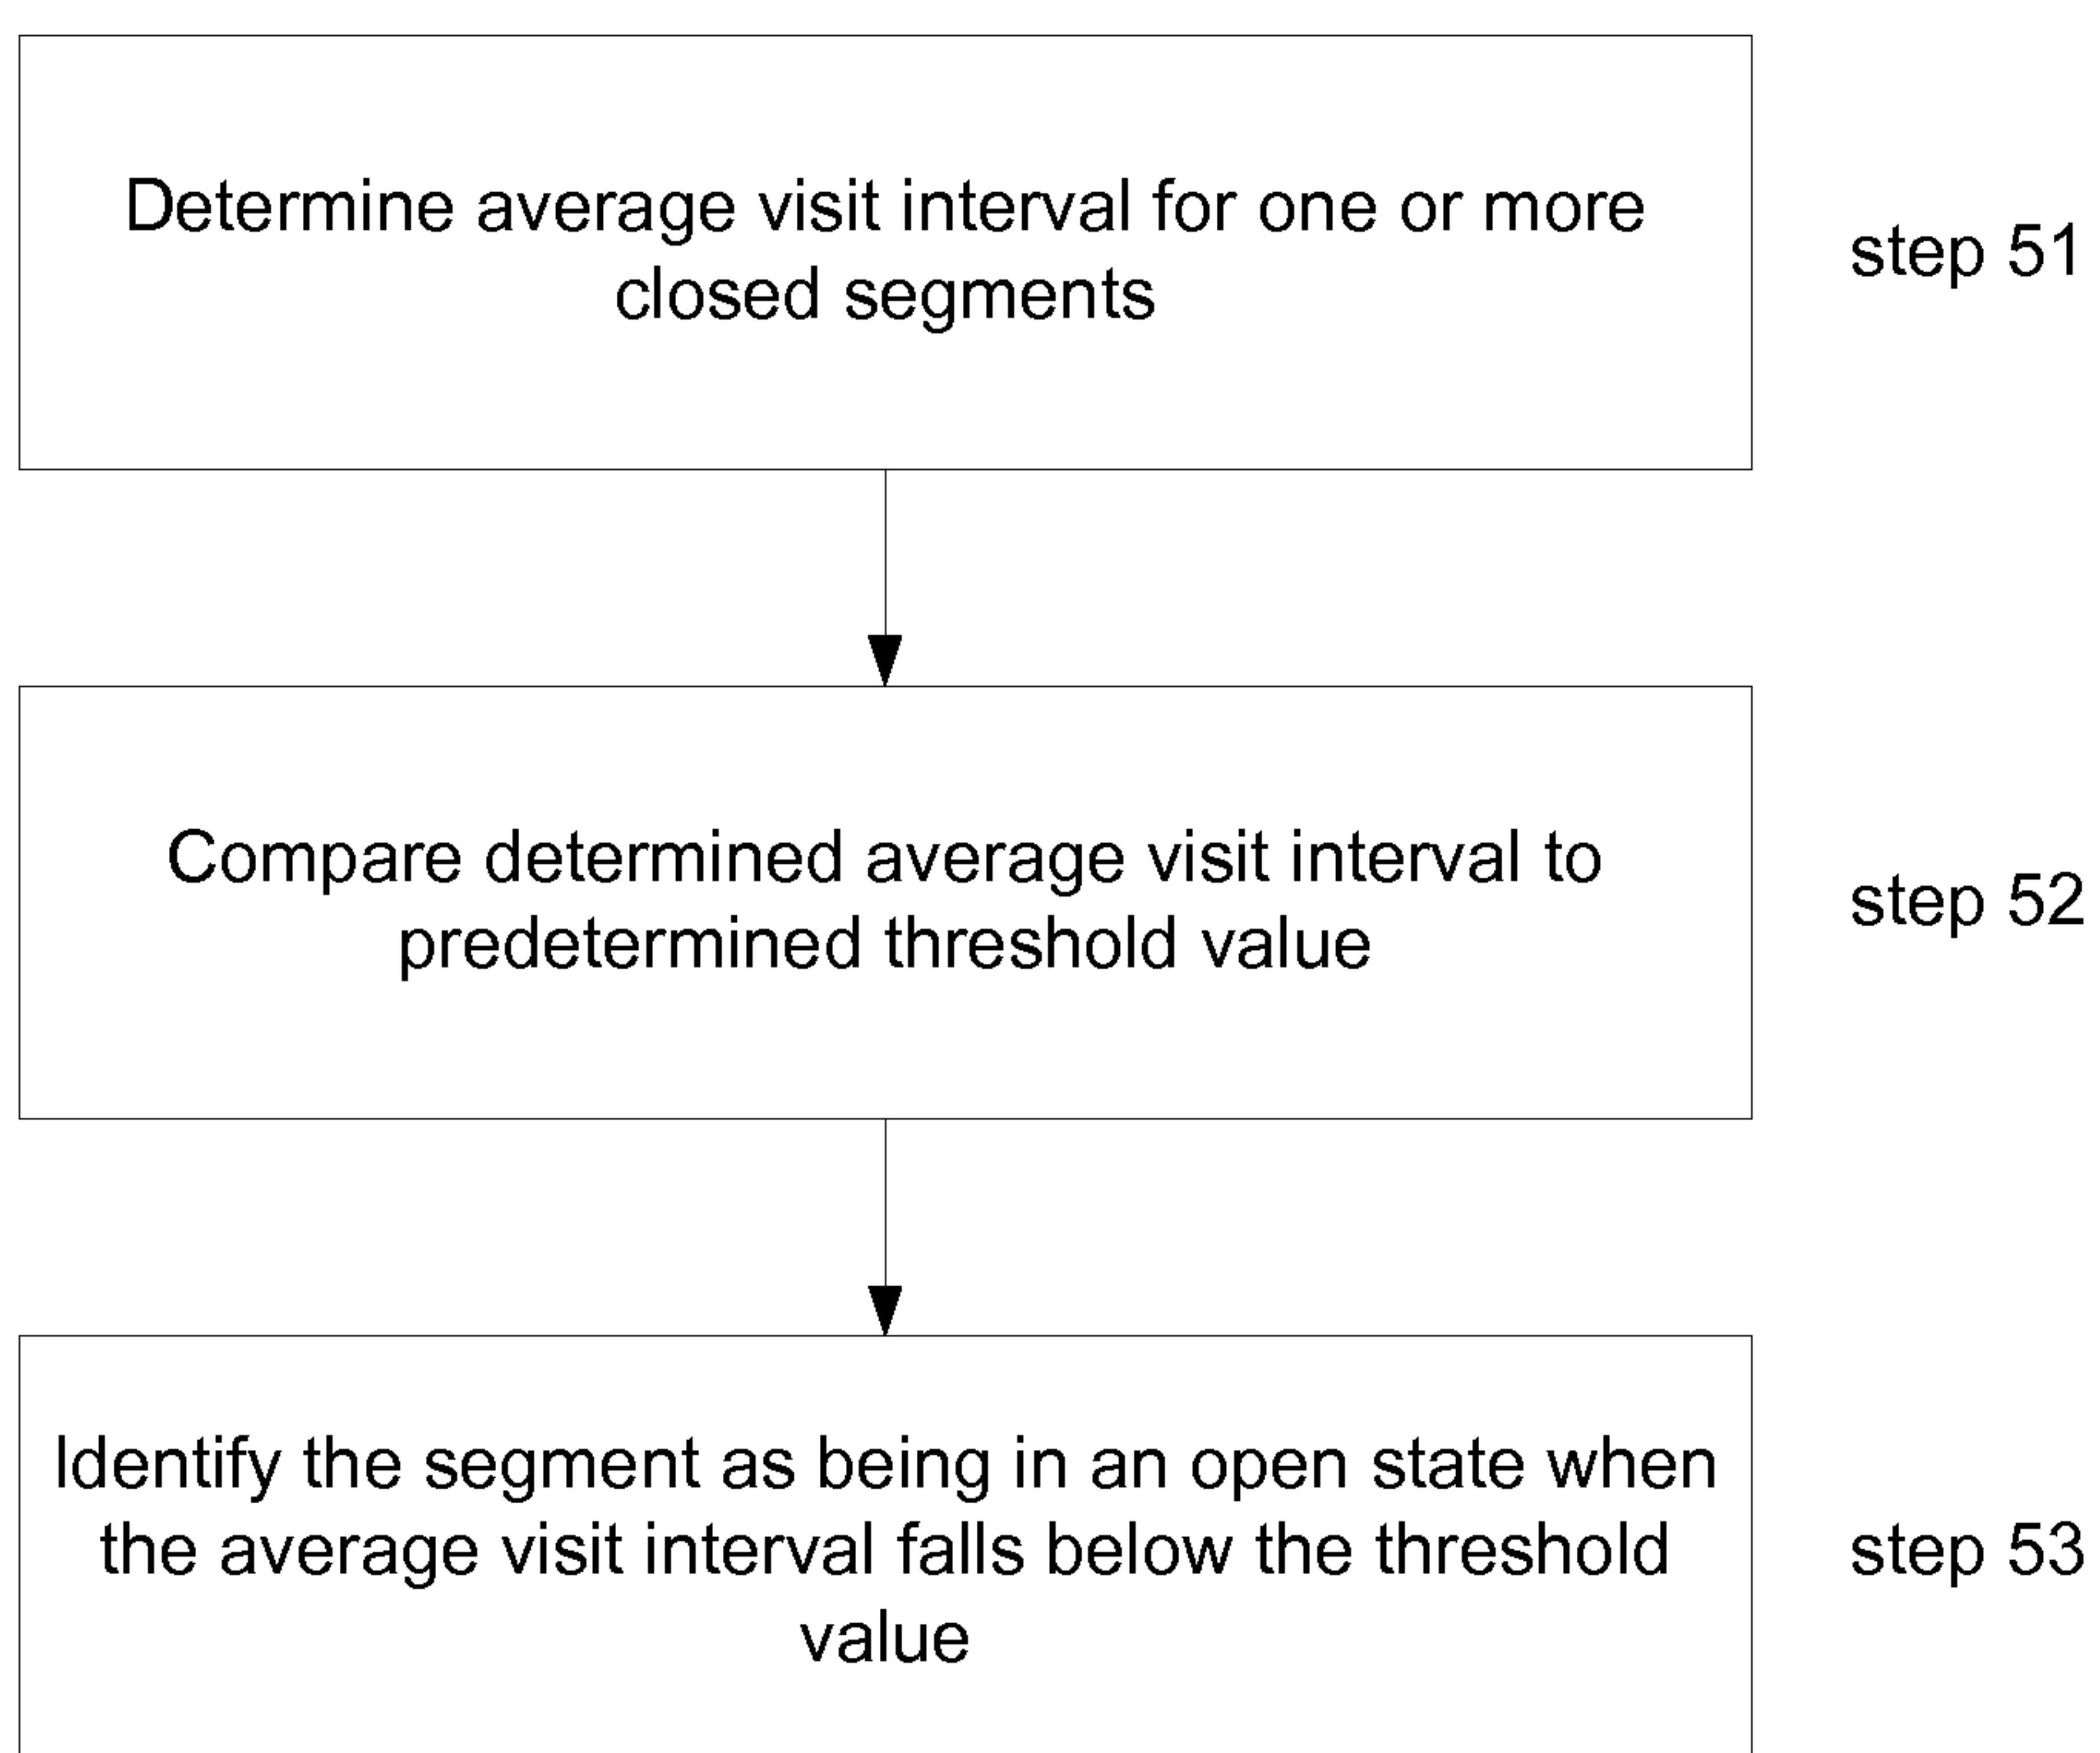 Determine average visit interval for one or more
closed segments
step 51
Compare determined average visit interval to
predetermined threshold value
step 52
Identify the segment as being in an open state when
the average visit interval falls below the threshold
value
step 53